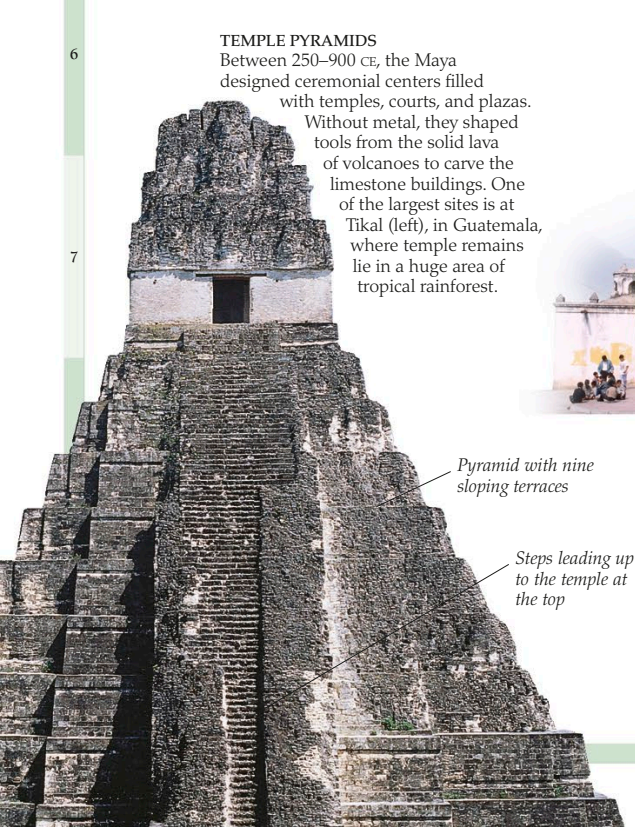 6
TEMPLE PYRAMIDS
Between 250–900 CE, the Maya
designed ceremonial centers filled
with temples, courts, and plazas.
Without metal, they shaped
tools from the solid lava
of volcanoes to carve the
limestone buildings. One
of the largest sites is at
Tikal (left), in Guatemala,
where temple remains
lie in a huge area of
tropical rainforest.
7
Pyramid with nine
sloping terraces
Steps leading up
to the temple at
the top